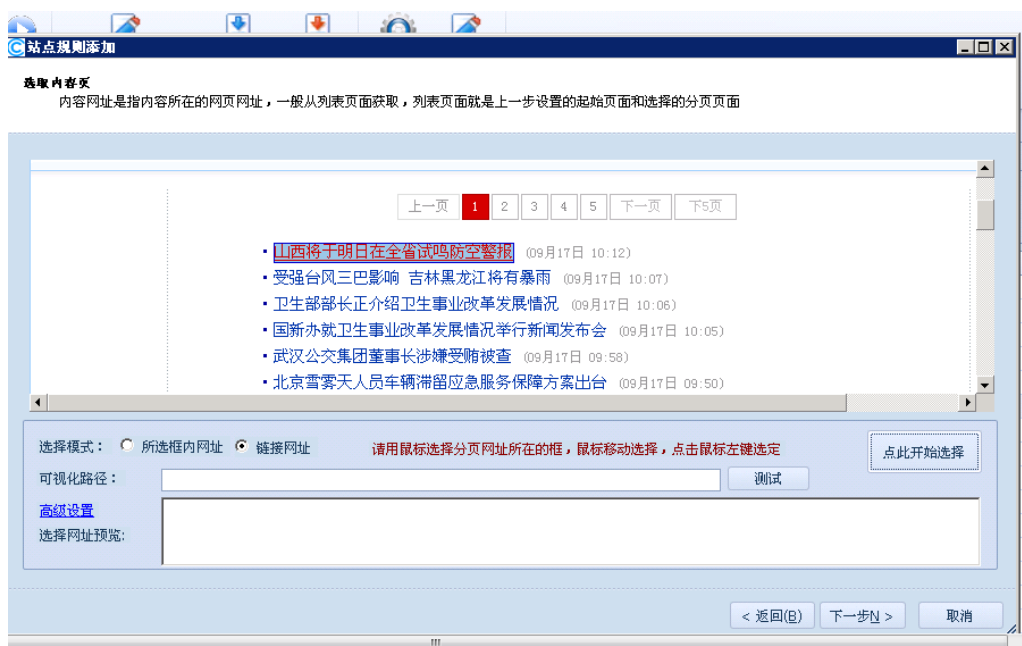 站点规则添加
选取内容页
内容网址是指内容所在的网页网址，一般从列表页面获取，列表页面就是上一步设置的起始页面和选择的分页页面
上一页 1 2 3 4 5 下一页 下5页
· 山西将于明日在全省试鸣防空警报 (09月17日 10:12)
· 受强台风三巴影响 吉林黑龙江将有暴雨 (09月17日 10:07)
· 卫生部部长正介绍卫生事业改革发展情况 (09月17日 10:06)
· 国新办就卫生事业改革发展情况举行新闻发布会 (09月17日 10:05)
· 武汉公交集团董事长涉嫌受贿被查 (09月17日 09:58)
· 北京雪雾天人员车辆滞留应急服务保障方案出台 (09月17日 09:50)
选择模式： 所选框内网址 链接网址 请用鼠标选择分页网址所在的框，鼠标移动选择，点击鼠标左键选定 点此开始选择
可视化路径： 测试
高级设置
选择网址预览:
< 返回(B) 下一步N > 取消